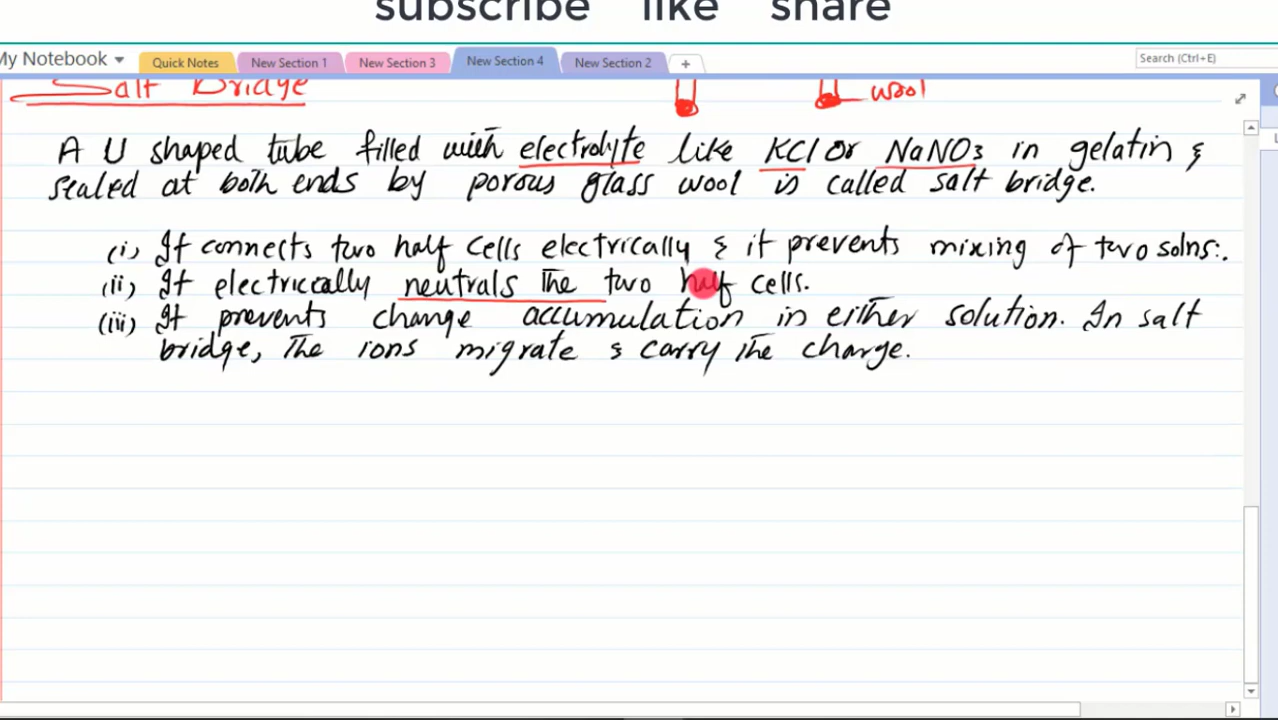 subscribe like share
My Notebook
Quick Notes New Section 1 New Section 3 New Section 4 New Section 2 +
Search (Ctrl+E)
Salt Bridge
wool
A U shaped tube filled with electrolyte like KCl or NaNO3 in gelatin &
sealed at both ends by porous glass wool is called salt bridge.
(i) It connects two half cells electrically & it prevents mixing of two solns:.
(ii) It electriccally neutrals the two half cells.
(iii) It prevents change accumulation in either solution. In salt
bridge, the ions migrate & carry the charge.